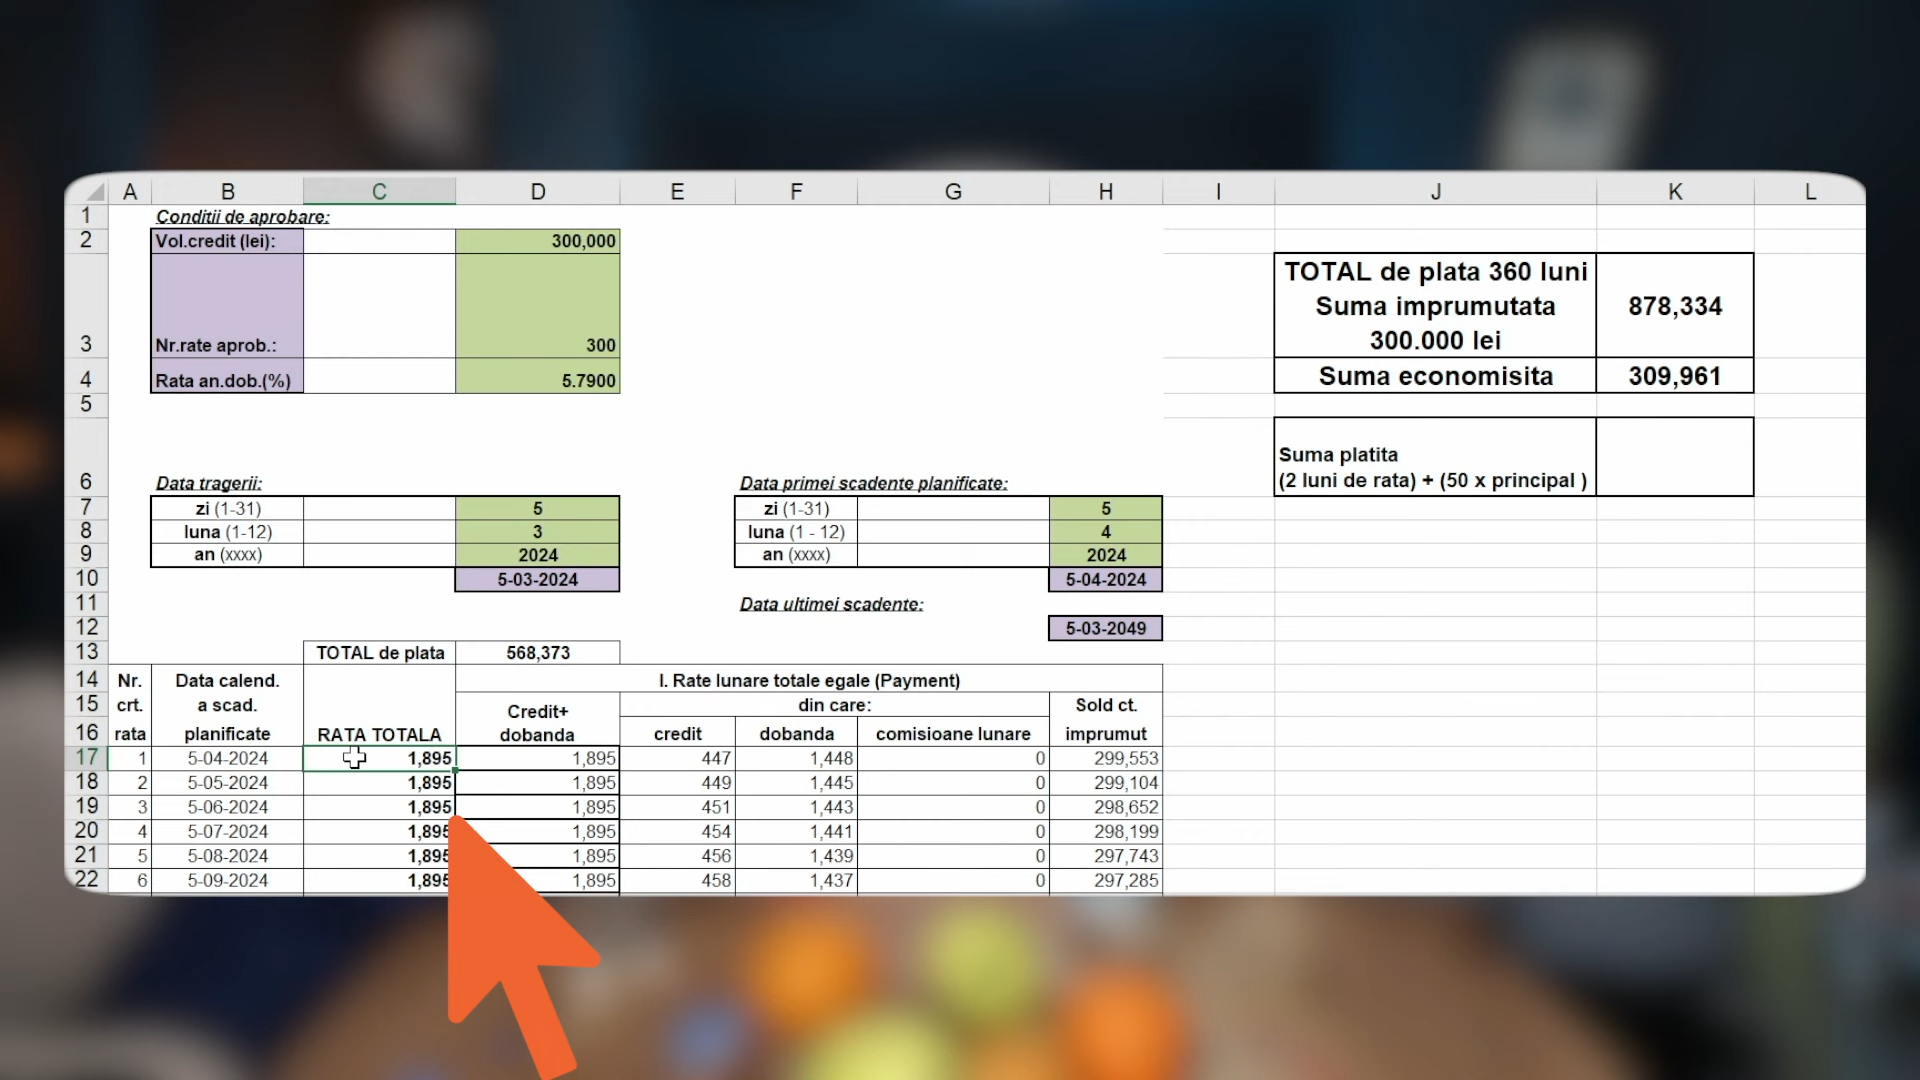 A B C D E F G H I J K L
1 Conditii de aprobare:
2 Vol.credit (lei): 300,000
3 Nr.rate aprob.: 300
TOTAL de plata 360 luni
Suma imprumutata
300.000 lei
878,334
4 Rata an.dob.(%) 5.7900
Suma economisita 309,961
5
6 Data tragerii: Data primei scadente planificate:
Suma platita
(2 luni de rata) + (50 x principal )
7 zi (1-31) 5 zi (1-31) 5
8 luna (1-12) 3 luna (1 - 12) 4
9 an (xxxx) 2024 an (xxxx) 2024
10 5-03-2024 5-04-2024
11 Data ultimei scadente:
12 5-03-2049
13 TOTAL de plata 568,373
14 Nr. Data calend. I. Rate lunare totale egale (Payment)
15 crt. a scad. Credit+ din care: Sold ct.
16 rata planificate RATA TOTALA dobanda credit dobanda comisioane lunare imprumut
17 1 5-04-2024 1,895 1,895 447 1,448 0 299,553
18 2 5-05-2024 1,895 1,895 449 1,445 0 299,104
19 3 5-06-2024 1,895 1,895 451 1,443 0 298,652
20 4 5-07-2024 1,895 1,895 454 1,441 0 298,199
21 5 5-08-2024 1,895 1,895 456 1,439 0 297,743
22 6 5-09-2024 1,895 1,895 458 1,437 0 297,285